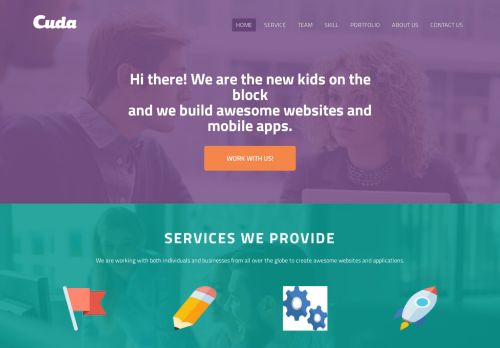 Cuda
HOME SERVICE TEAM SKILL PORTFOLIO ABOUT US CONTACT US
Hi there! We are the new kids on the
block
and we build awesome websites and
mobile apps.
WORK WITH US!
SERVICES WE PROVIDE
We are working with both individuals and businesses from all over the globe to create awesome websites and applications.